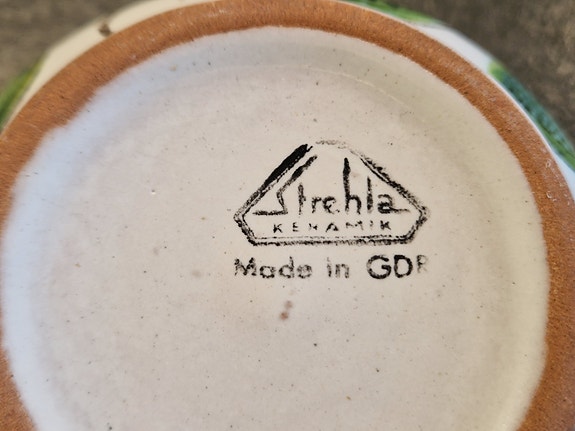 Strehla
KERAMIK
Made in GDR